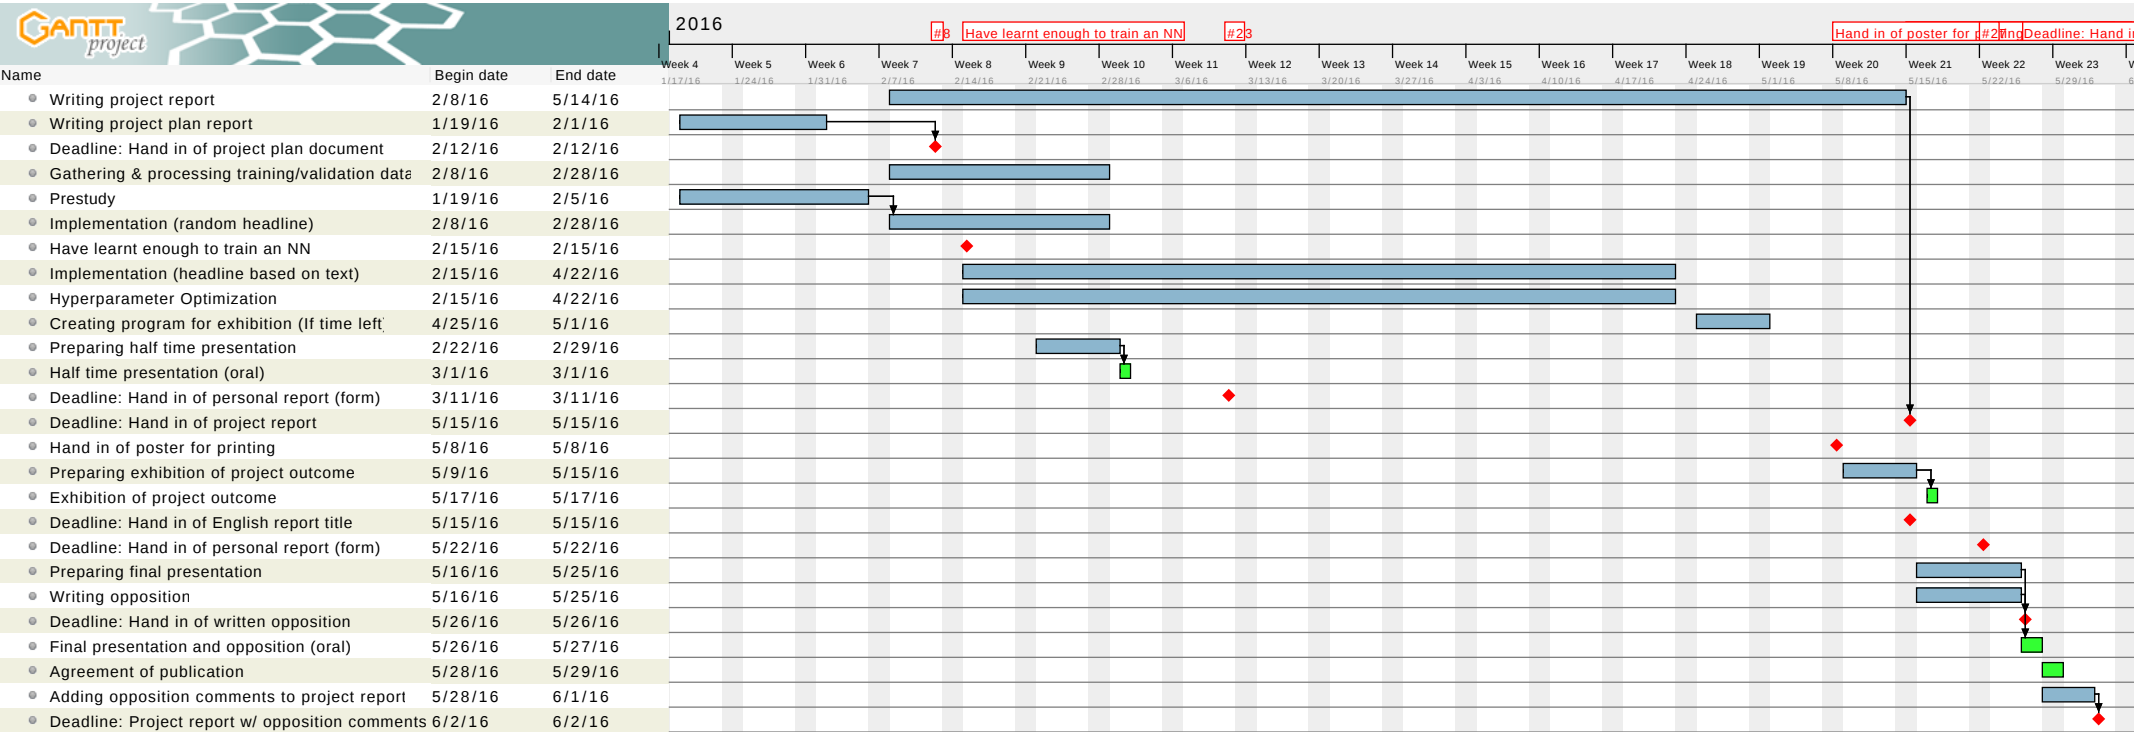 GANTT
project
2016
#8 Have learnt enough to train an NN #23 Hand in of poster for #27 Deadline: Hand
Week 4 Week 5 Week 6 Week 7 Week 8 Week 9 Week 10 Week 11 Week 12 Week 13 Week 14 Week 15 Week 16 Week 17 Week 18 Week 19 Week 20 Week 21 Week 22 Week 23
Name Begin date End date 1/17/16 1/24/16 1/31/16 2/7/16 2/14/16 2/21/16 2/28/16 3/6/16 3/13/16 3/20/16 3/27/16 4/3/16 4/10/16 4/17/16 4/24/16 5/1/16 5/8/16 5/15/16 5/22/16 5/29/16
Writing project report 2/8/16 5/14/16
Writing project plan report 1/19/16 2/1/16
Deadline: Hand in of project plan document 2/12/16 2/12/16
Gathering & processing training/validation data 2/8/16 2/28/16
Prestudy 1/19/16 2/5/16
Implementation (random headline) 2/8/16 2/28/16
Have learnt enough to train an NN 2/15/16 2/15/16
Implementation (headline based on text) 2/15/16 4/22/16
Hyperparameter Optimization 2/15/16 4/22/16
Creating program for exhibition (If time left 4/25/16 5/1/16
Preparing half time presentation 2/22/16 2/29/16
Half time presentation (oral) 3/1/16 3/1/16
Deadline: Hand in of personal report (form) 3/11/16 3/11/16
Deadline: Hand in of project report 5/15/16 5/15/16
Hand in of poster for printing 5/8/16 5/8/16
Preparing exhibition of project outcome 5/9/16 5/15/16
Exhibition of project outcome 5/17/16 5/17/16
Deadline: Hand in of English report title 5/15/16 5/15/16
Deadline: Hand in of personal report (form) 5/22/16 5/22/16
Preparing final presentation 5/16/16 5/25/16
Writing opposition 5/16/16 5/25/16
Deadline: Hand in of written opposition 5/26/16 5/26/16
Final presentation and opposition (oral) 5/26/16 5/27/16
Agreement of publication 5/28/16 5/29/16
Adding opposition comments to project report 5/28/16 6/1/16
Deadline: Project report w/ opposition comments 6/2/16 6/2/16